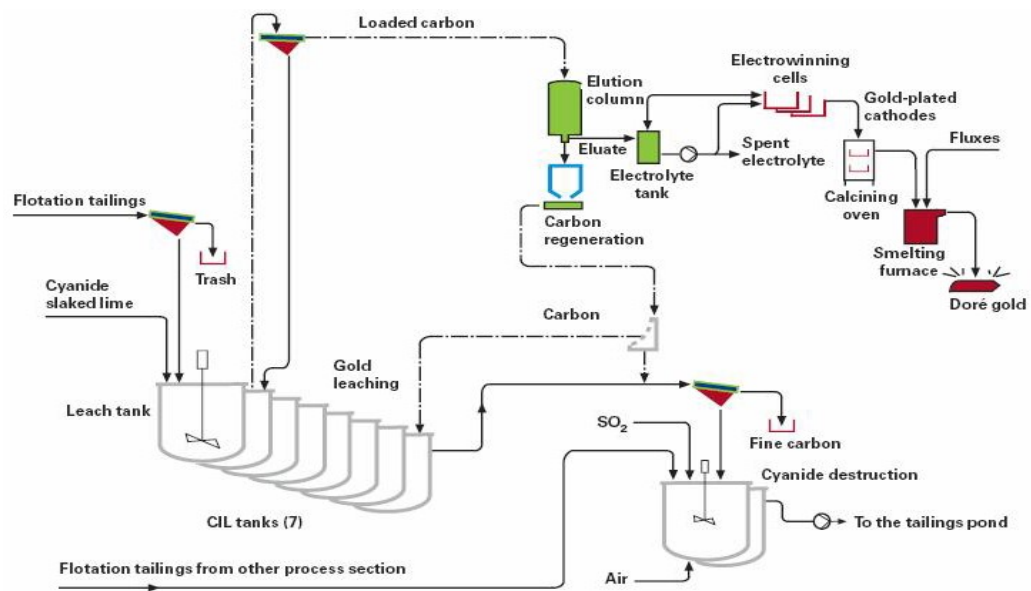 Loaded carbon
Elution
column
Electrowinning
cells
Gold-plated
cathodes
Eluate
Electrolyte
tank
Spent
electrolyte
Fluxes
Calcining
oven
Flotation tailings
Carbon
regeneration
Smelting
furnace
Trash
Doré gold
Cyanide
slaked lime
Carbon
Gold
leaching
Leach tank
SO₂
Fine carbon
Cyanide destruction
CIL tanks (7)
To the tailings pond
Flotation tailings from other process section
Air